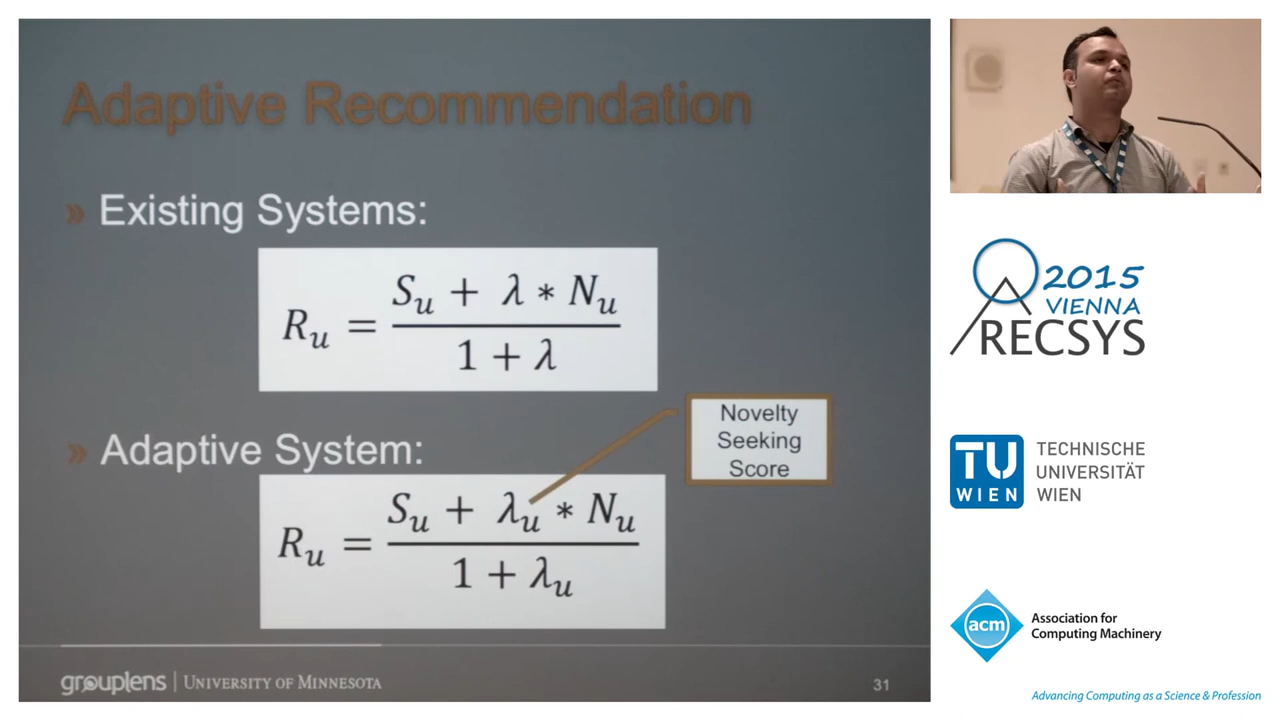 Adaptive Recommendation
» Existing Systems:
R_u = (S_u + λ * N_u) / (1 + λ)
Novelty
Seeking
Score
» Adaptive System:
R_u = (S_u + λ_u * N_u) / (1 + λ_u)
grouplens | UNIVERSITY OF MINNESOTA
31
2015
VIENNA
RECSYS
TU
WIEN
TECHNISCHE
UNIVERSITÄT
WIEN
acm
Association for
Computing Machinery
Advancing Computing as a Science & Profession